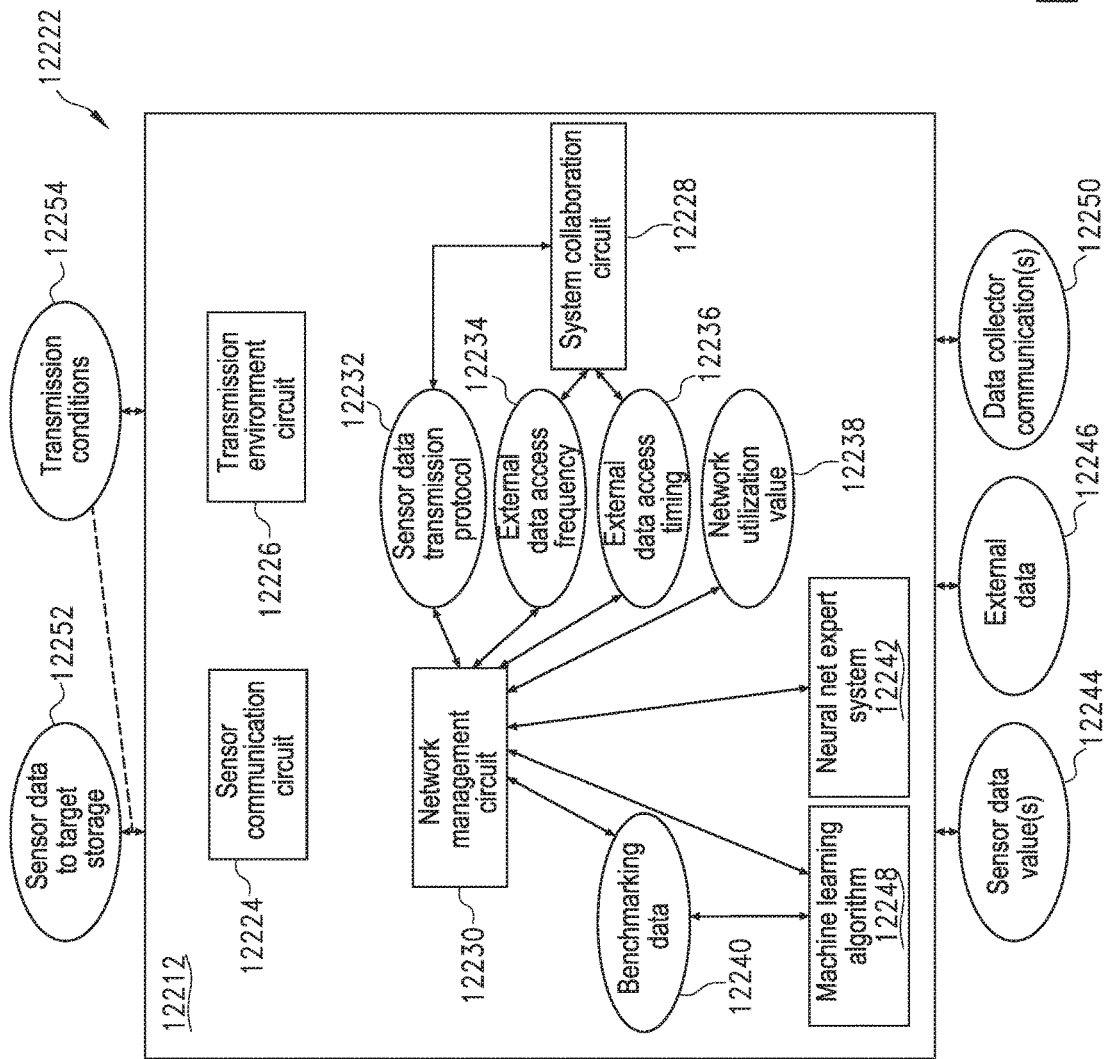 12222
Sensor data
to target
storage
12252
Transmission
conditions
12254
12212
Sensor
communication
circuit
12224
Transmission
environment
circuit
12226
Network
management
circuit
12230
Sensor data
transmission
protocol
12232
External
data access
frequency
12234
External
data access
timing
12236
Network
utilization
value
12238
System collaboration
circuit
12228
Benchmarking
data
12240
Machine learning
algorithm
12248
Neural net expert
system
12242
Sensor data
value(s)
12244
External
data
12246
Data collector
communication(s)
12250